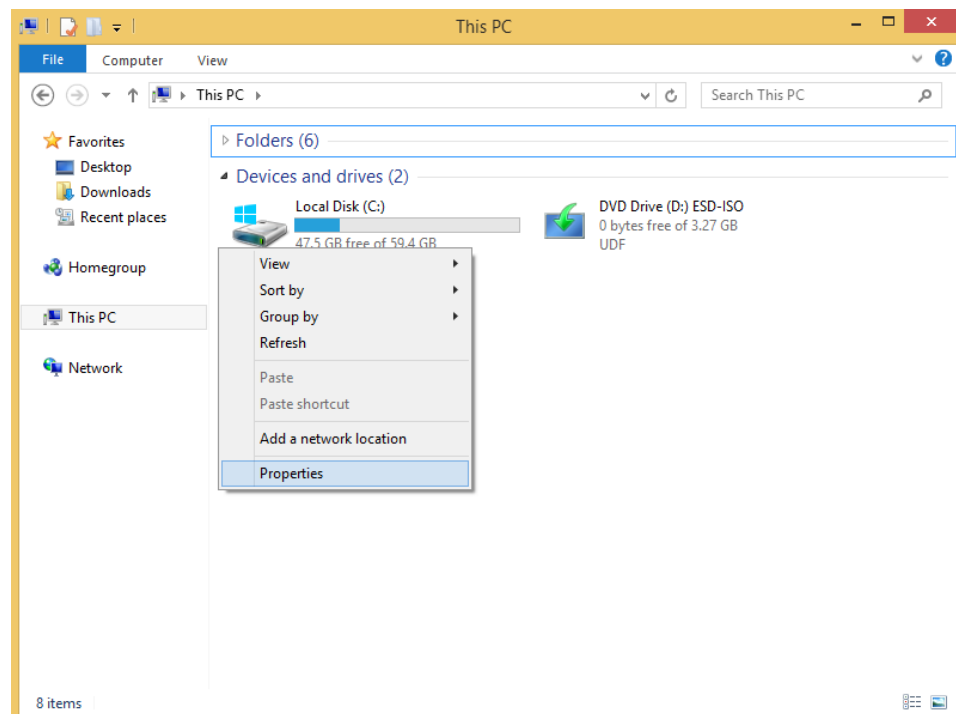 This PC
File Computer View
This PC
Search This PC
Favorites
Desktop
Downloads
Recent places
Homegroup
This PC
Network
Folders (6)
Devices and drives (2)
Local Disk (C:)
47.5 GB free of 59.4 GB
DVD Drive (D:) ESD-ISO
0 bytes free of 3.27 GB
UDF
View
Sort by
Group by
Refresh
Paste
Paste shortcut
Add a network location
Properties
8 items